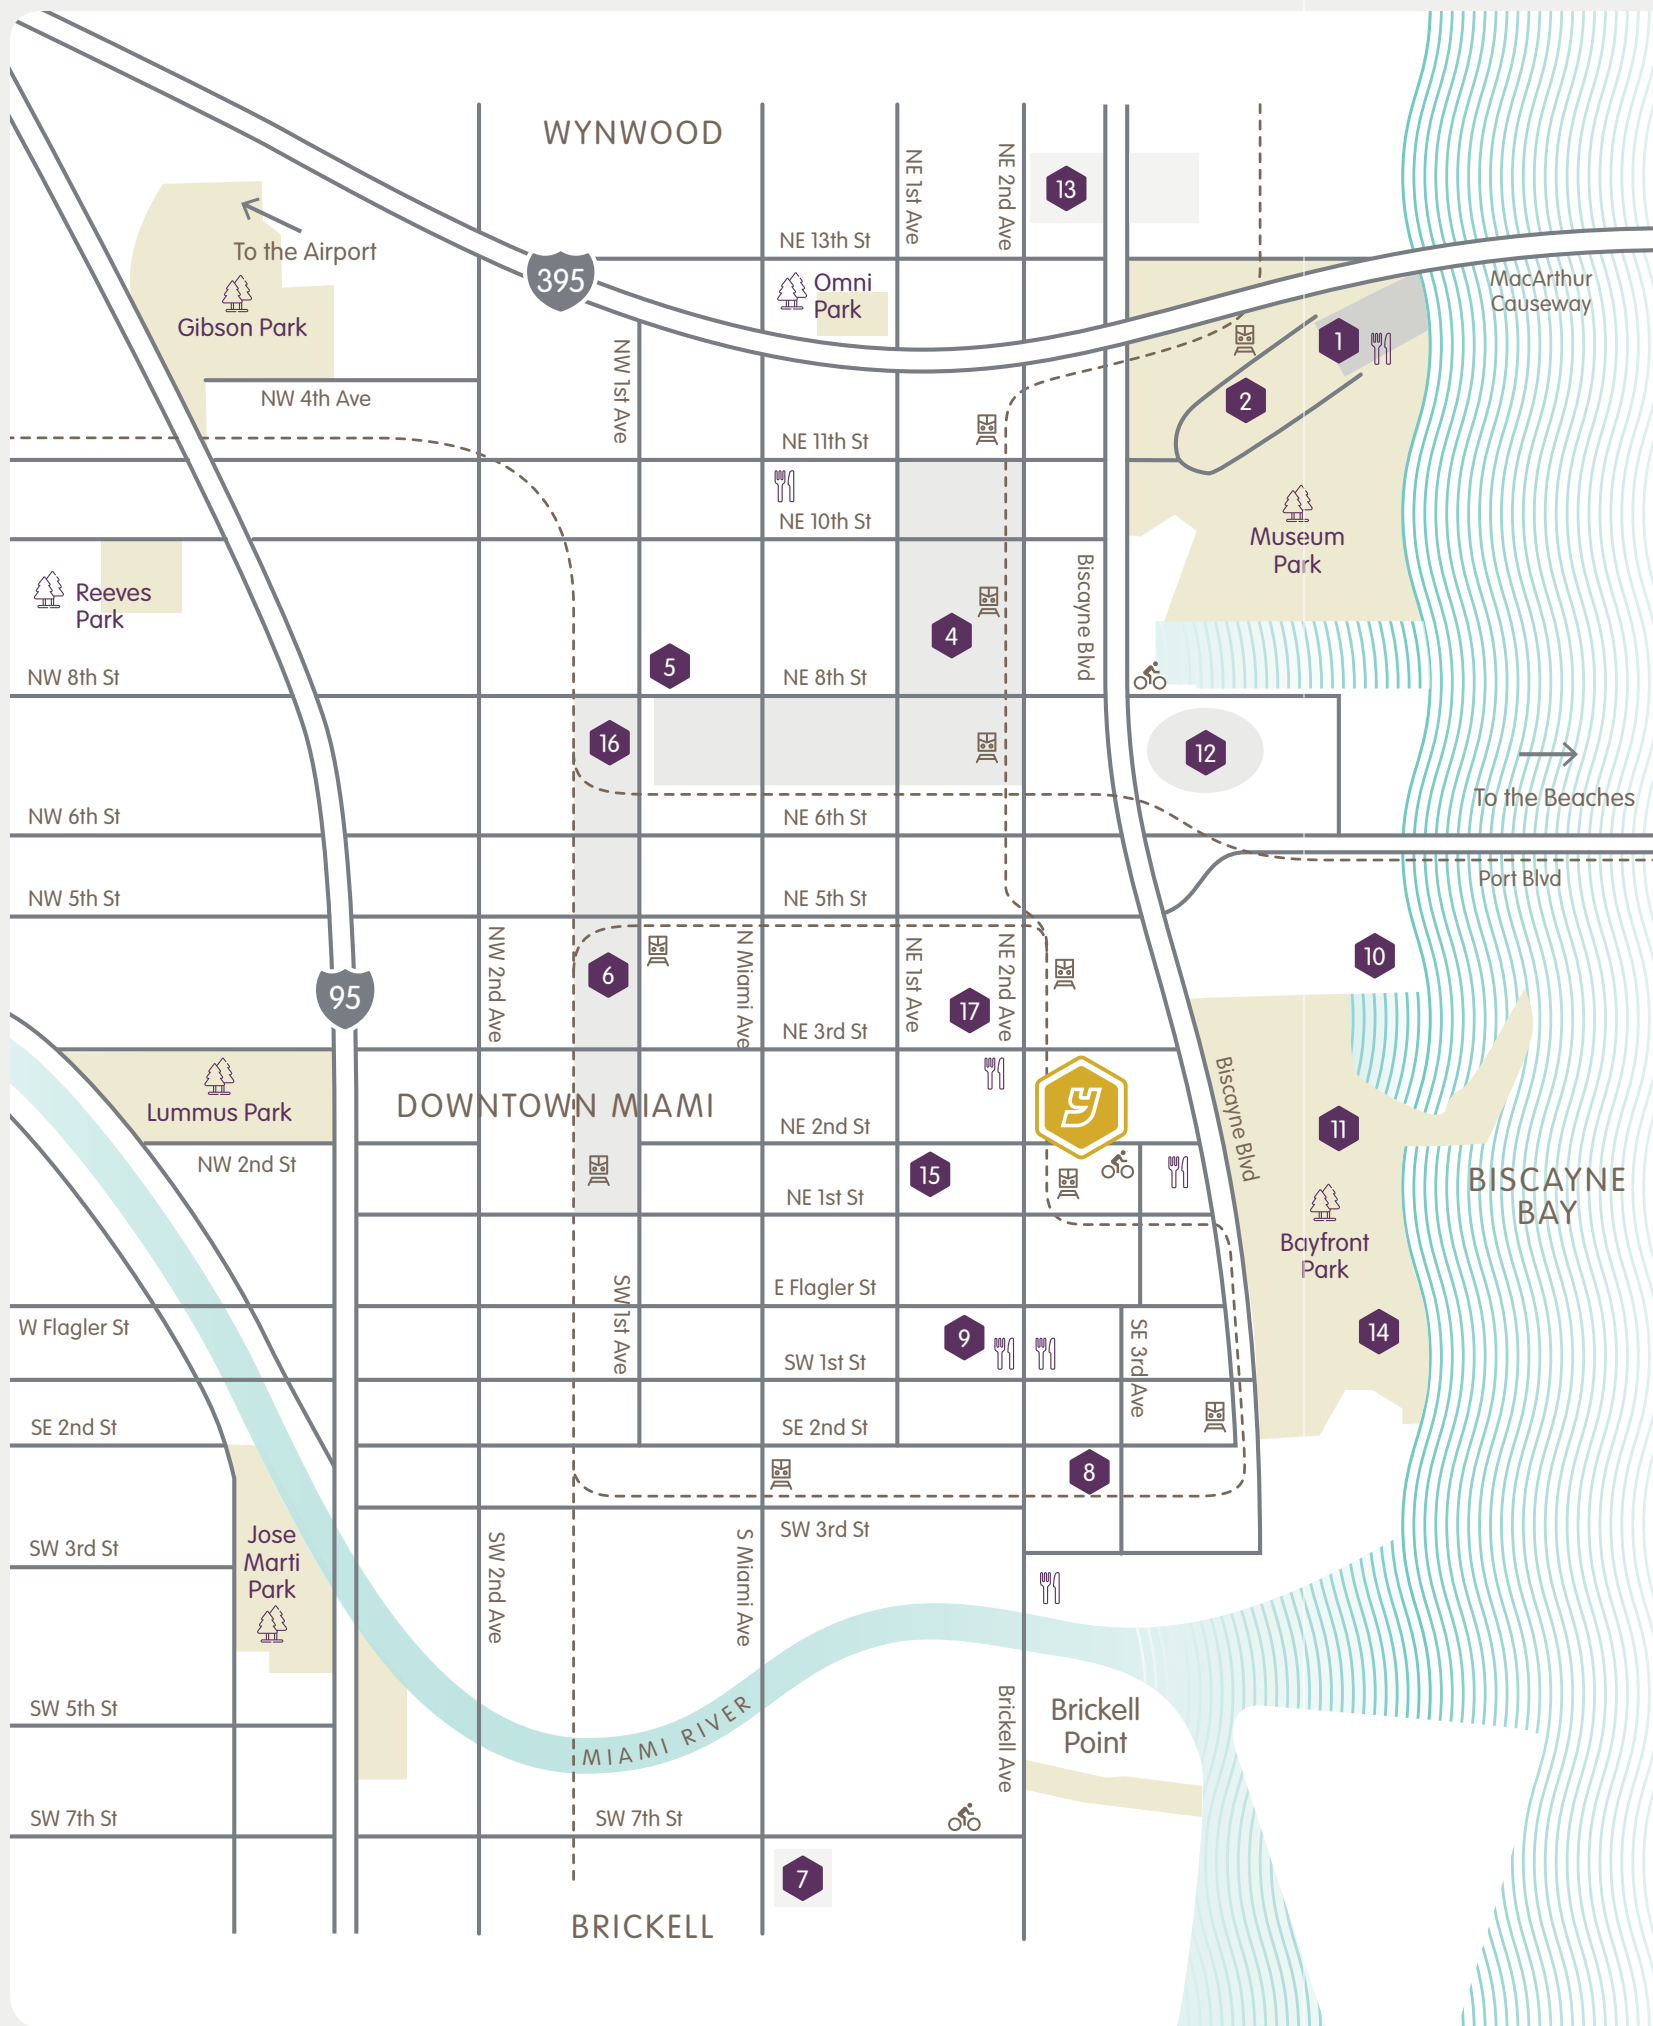 WYNWOOD
NE 1st Ave
NE 2nd Ave
13
To the Airport
NE 13th St
395
Omni
Park
MacArthur
Causeway
Gibson Park
1
NW 1st Ave
NW 4th Ave
2
NE 11th St
NE 10th St
Museum
Park
Biscayne Blvd
Reeves
Park
4
5
NW 8th St
NE 8th St
16
12
To the Beaches
NW 6th St
NE 6th St
Port Blvd
NW 5th St
NE 5th St
NW 2nd Ave
N Miami Ave
NE 1st Ave
NE 2nd Ave
10
6
95
17
NE 3rd St
Biscayne Blvd
Lummus Park
DOWNTOWN MIAMI
y
NE 2nd St
11
NW 2nd St
15
BISCAYNE
BAY
NE 1st St
Bayfront
Park
SW 1st Ave
E Flagler St
W Flagler St
9
SE 3rd Ave
14
SW 1st St
SE 2nd St
SE 2nd St
8
SW 3rd St
Jose
Marti
Park
SW 3rd St
SW 2nd Ave
S Miami Ave
MIAMI RIVER
Brickell Ave
Brickell
Point
SW 5th St
SW 7th St
SW 7th St
7
BRICKELL